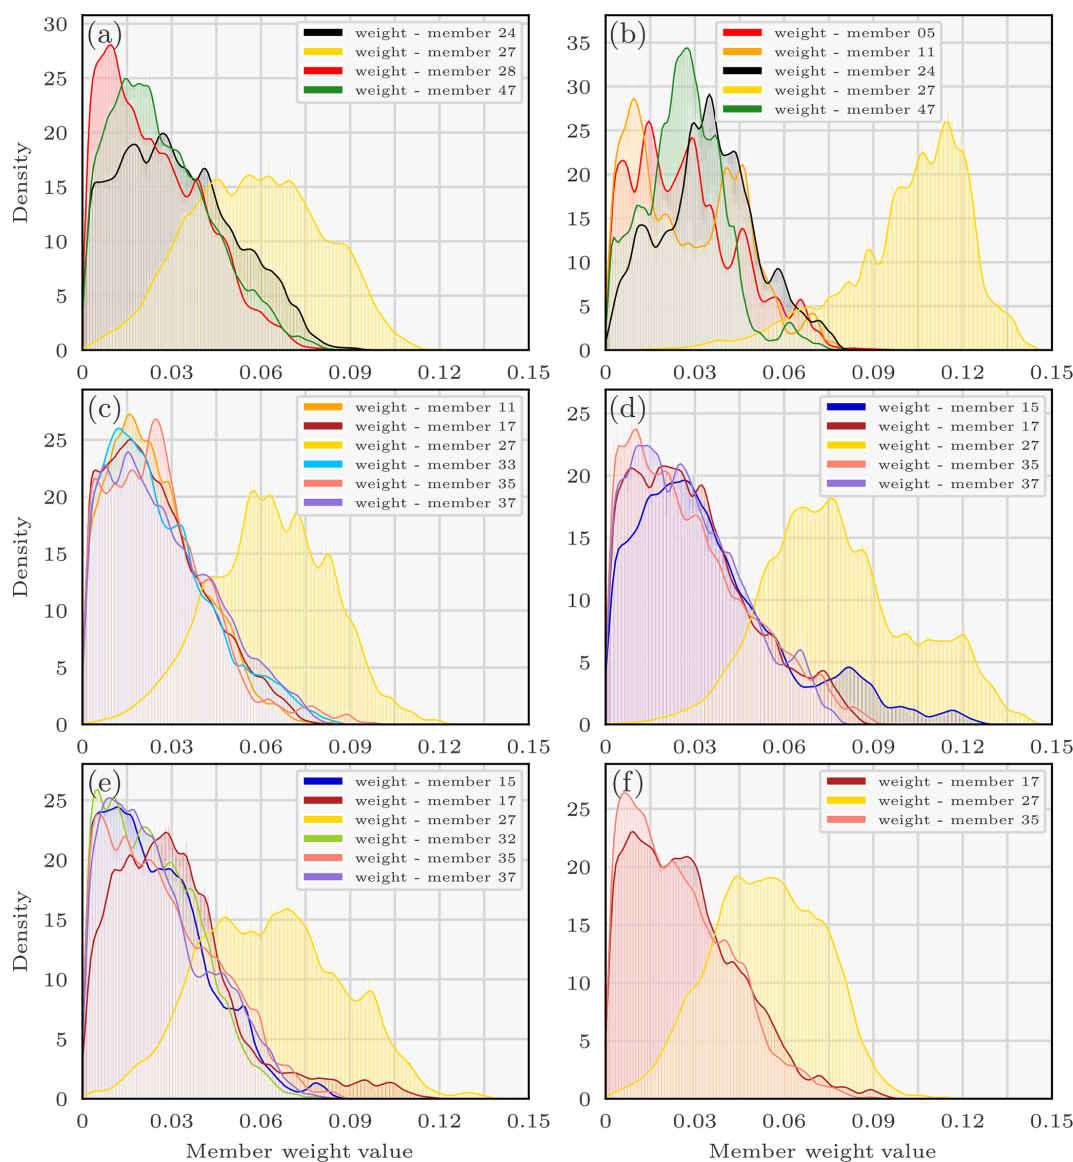 (a)
weight - member 24
weight - member 27
weight - member 28
weight - member 47
Density
30
25
20
15
10
5
0
0 0.03 0.06 0.09 0.12 0.15
(b)
weight - member 05
weight - member 11
weight - member 24
weight - member 27
weight - member 47
35
30
25
20
15
10
5
0
0 0.03 0.06 0.09 0.12 0.15
(c)
weight - member 11
weight - member 17
weight - member 27
weight - member 33
weight - member 35
weight - member 37
Density
25
20
15
10
5
0
0 0.03 0.06 0.09 0.12 0.15
(d)
weight - member 15
weight - member 17
weight - member 27
weight - member 35
weight - member 37
25
20
15
10
5
0
0 0.03 0.06 0.09 0.12 0.15
(e)
weight - member 15
weight - member 17
weight - member 27
weight - member 32
weight - member 35
weight - member 37
Density
25
20
15
10
5
0
0 0.03 0.06 0.09 0.12 0.15
Member weight value
(f)
weight - member 17
weight - member 27
weight - member 35
25
20
15
10
5
0
0 0.03 0.06 0.09 0.12 0.15
Member weight value